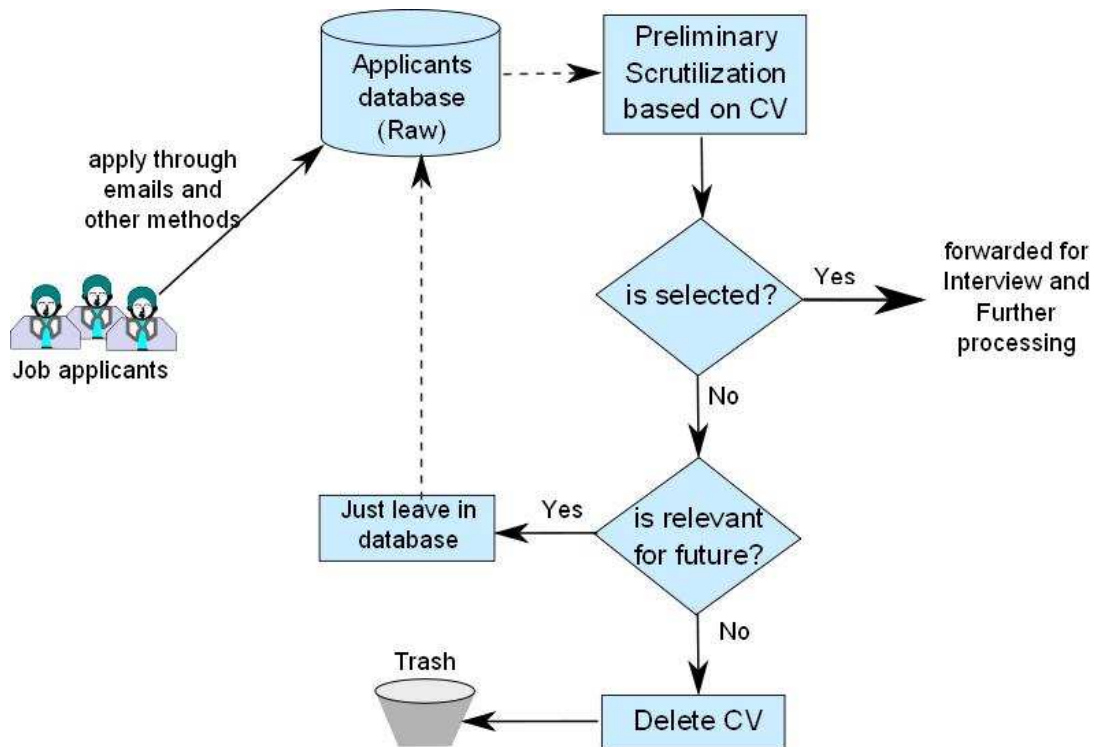 Applicants
database
(Raw)
Preliminary
Scrutilization
based on CV
apply through
emails and
other methods
Job applicants
is selected?
Yes
forwarded for
Interview and
Further
processing
No
is relevant
for future?
Yes
Just leave in
database
No
Delete CV
Trash